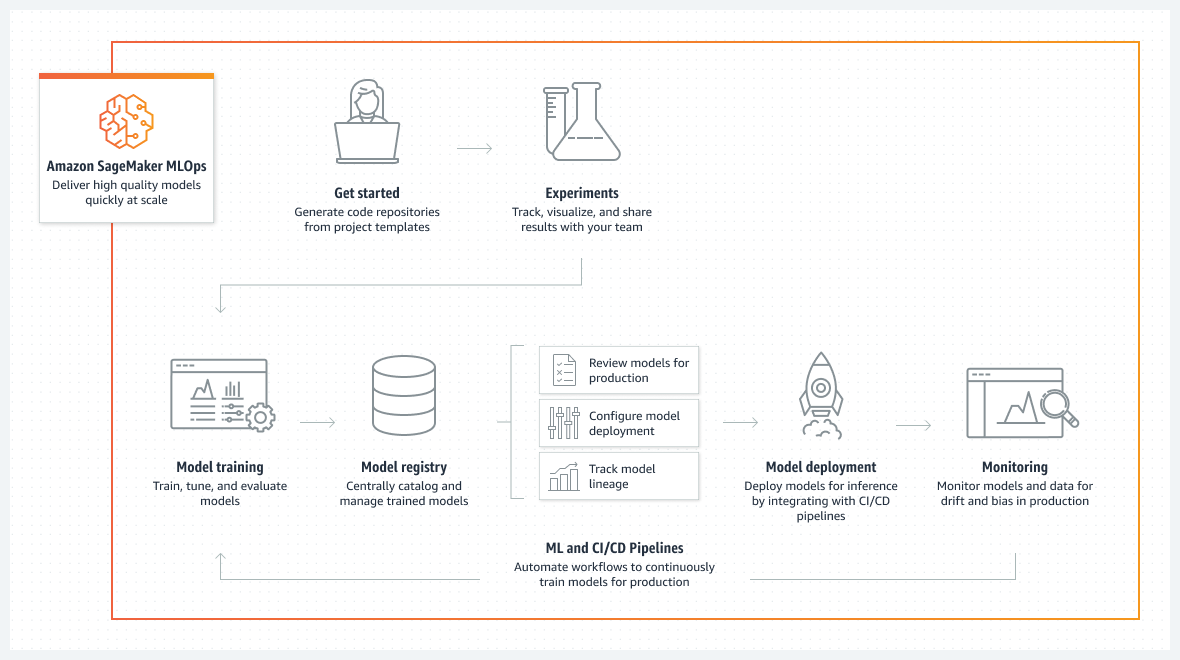 Amazon SageMaker MLOps
Deliver high quality models
quickly at scale
Get started
Generate code repositories
from project templates
Experiments
Track, visualize, and share
results with your team
Model training
Train, tune, and evaluate
models
Model registry
Centrally catalog and
manage trained models
Review models for
production
Configure model
deployment
Track model
lineage
Model deployment
Deploy models for inference
by integrating with CI/CD
pipelines
Monitoring
Monitor models and data for
drift and bias in production
ML and CI/CD Pipelines
Automate workflows to continuously
train models for production